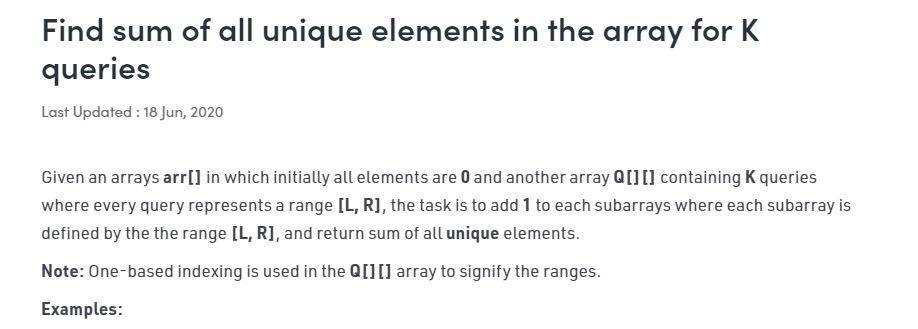 Find sum of all unique elements in the array for K
queries
Last Updated : 18 Jun, 2020
Given an arrays arr[] in which initially all elements are 0 and another array Q[][] containing K queries
where every query represents a range [L, R], the task is to add 1 to each subarrays where each subarray is
defined by the the range [L, R], and return sum of all unique elements.
Note: One-based indexing is used in the Q[][] array to signify the ranges.
Examples: